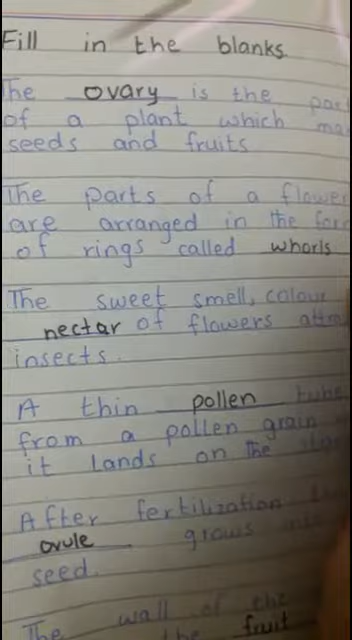 Fill in the blanks
The ovary is the
of a plant which
seeds and fruits
The parts of a flower
are arranged in the
of rings called whorls
The sweet smell,
nectar of flowers
insects.
A thin pollen tube
from a pollen grain
it lands on the
After fertilization
ovule grows
seed.
The wall of the
the fruit